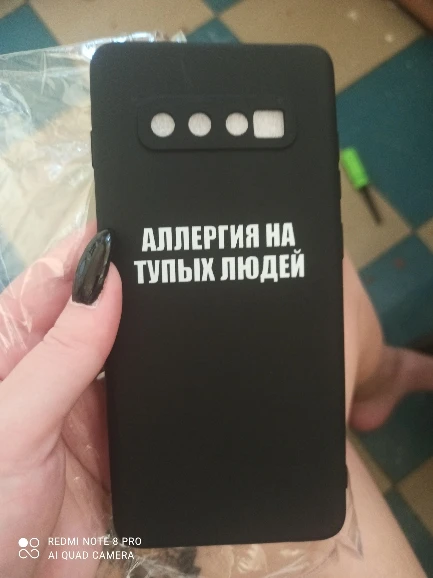 АЛЛЕРГИЯ НА
ТУПЫХ ЛЮДЕЙ
REDMI NOTE 8 PRO
AI QUAD CAMERA